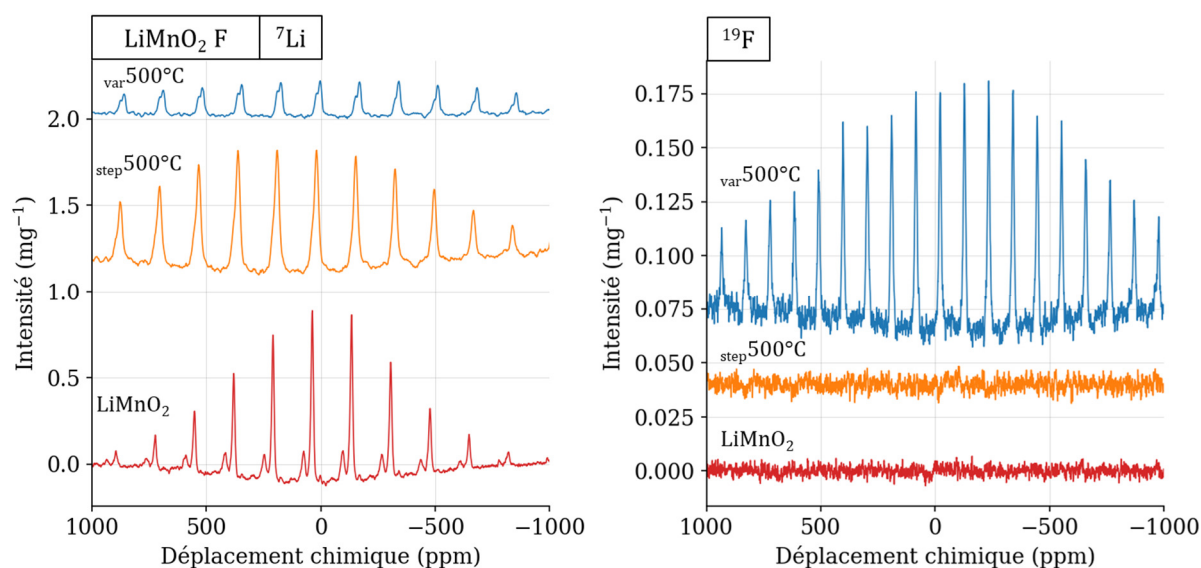 LiMnO₂ F ⁷Li
var500°C
step500°C
LiMnO₂
2.0
1.5
1.0
0.5
0.0
Intensité (mg⁻¹)
1000 500 0 −500 −1000
Déplacement chimique (ppm)
¹⁹F
var500°C
step500°C
LiMnO₂
0.175
0.150
0.125
0.100
0.075
0.050
0.025
0.000
Intensité (mg⁻¹)
1000 500 0 −500 −1000
Déplacement chimique (ppm)